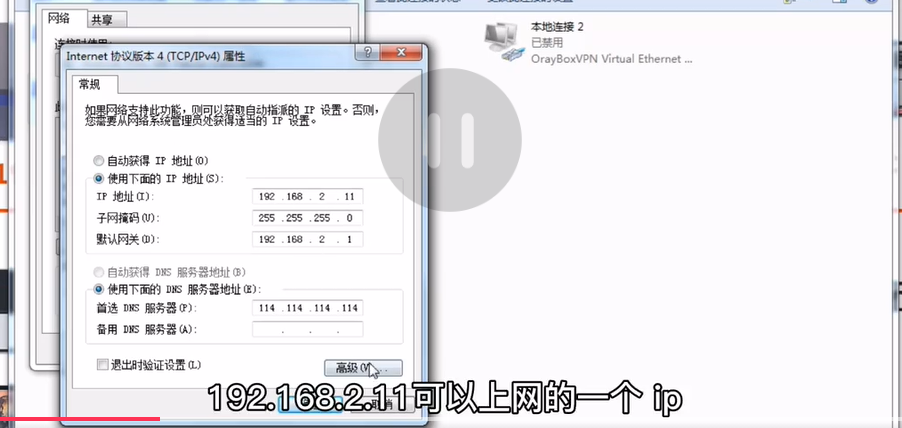 网络
共享
本地连接 2
已禁用
OrayBoxVPN Virtual Ethernet ...
Internet 协议版本 4 (TCP/IPv4) 属性
常规
如果网络支持此功能，则可以获取自动指派的 IP 设置。否则，
您需要从网络系统管理员处获得适当的 IP 设置。
自动获得 IP 地址(O)
使用下面的 IP 地址(S):
IP 地址(I): 192 .168 . 2 . 11
子网掩码(U): 255 .255 .255 . 0
默认网关(D): 192 .168 . 2 . 1
自动获得 DNS 服务器地址(B)
使用下面的 DNS 服务器地址(E):
首选 DNS 服务器(P): 114 .114 .114 .114
备用 DNS 服务器(A): . . .
退出时验证设置(L)
高级(V)...
192.168.2.11可以上网的一个 ip